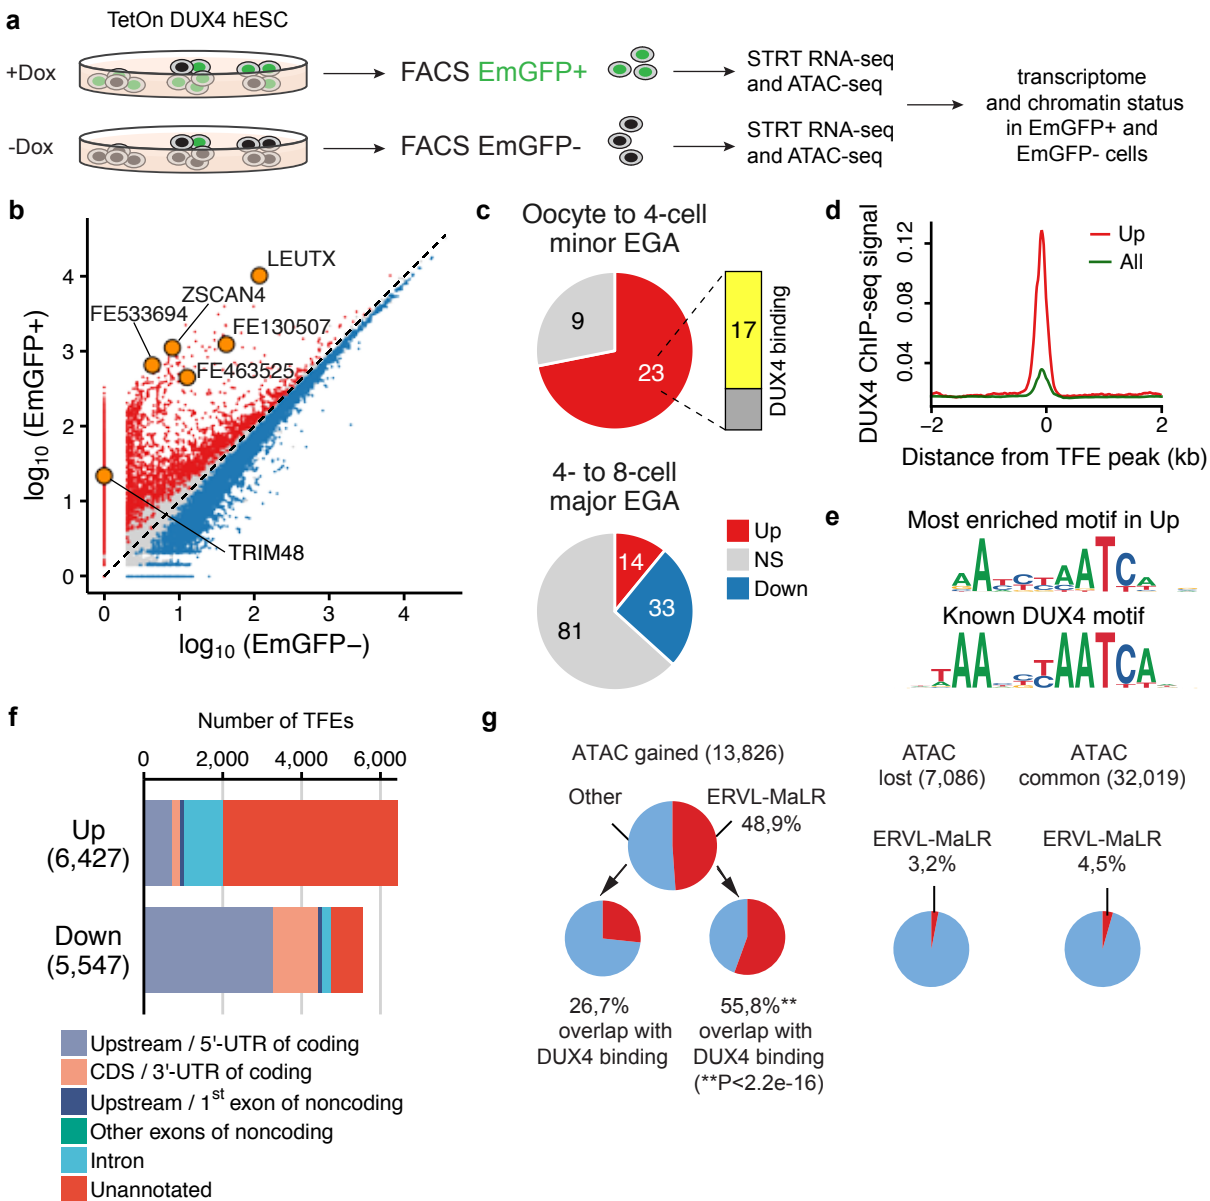 a
TetOn DUX4 hESC
+Dox
FACS EmGFP+
STRT RNA-seq
and ATAC-seq
-Dox
FACS EmGFP-
STRT RNA-seq
and ATAC-seq
transcriptome
and chromatin status
in EmGFP+ and
EmGFP- cells
b
log10 (EmGFP+)
4
3
2
1
0
LEUTX
ZSCAN4
FE533694
FE130507
FE463525
TRIM48
0 1 2 3 4
log10 (EmGFP−)
c
Oocyte to 4-cell
minor EGA
9
23
17
DUX4 binding
4- to 8-cell
major EGA
14
33
81
Up
NS
Down
d
DUX4 ChIP-seq signal
0.12
0.08
0.04
Up
All
−2 0 2
Distance from TFE peak (kb)
e
Most enriched motif in Up
Known DUX4 motif
f
Number of TFEs
0 2,000 4,000 6,000
Up
(6,427)
Down
(5,547)
Upstream / 5'-UTR of coding
CDS / 3'-UTR of coding
Upstream / 1st exon of noncoding
Other exons of noncoding
Intron
Unannotated
g
ATAC gained (13,826)
Other
ERVL-MaLR
48,9%
26,7%
overlap with
DUX4 binding
55,8%**
overlap with
DUX4 binding
(**P<2.2e-16)
ATAC
lost (7,086)
ERVL-MaLR
3,2%
ATAC
common (32,019)
ERVL-MaLR
4,5%